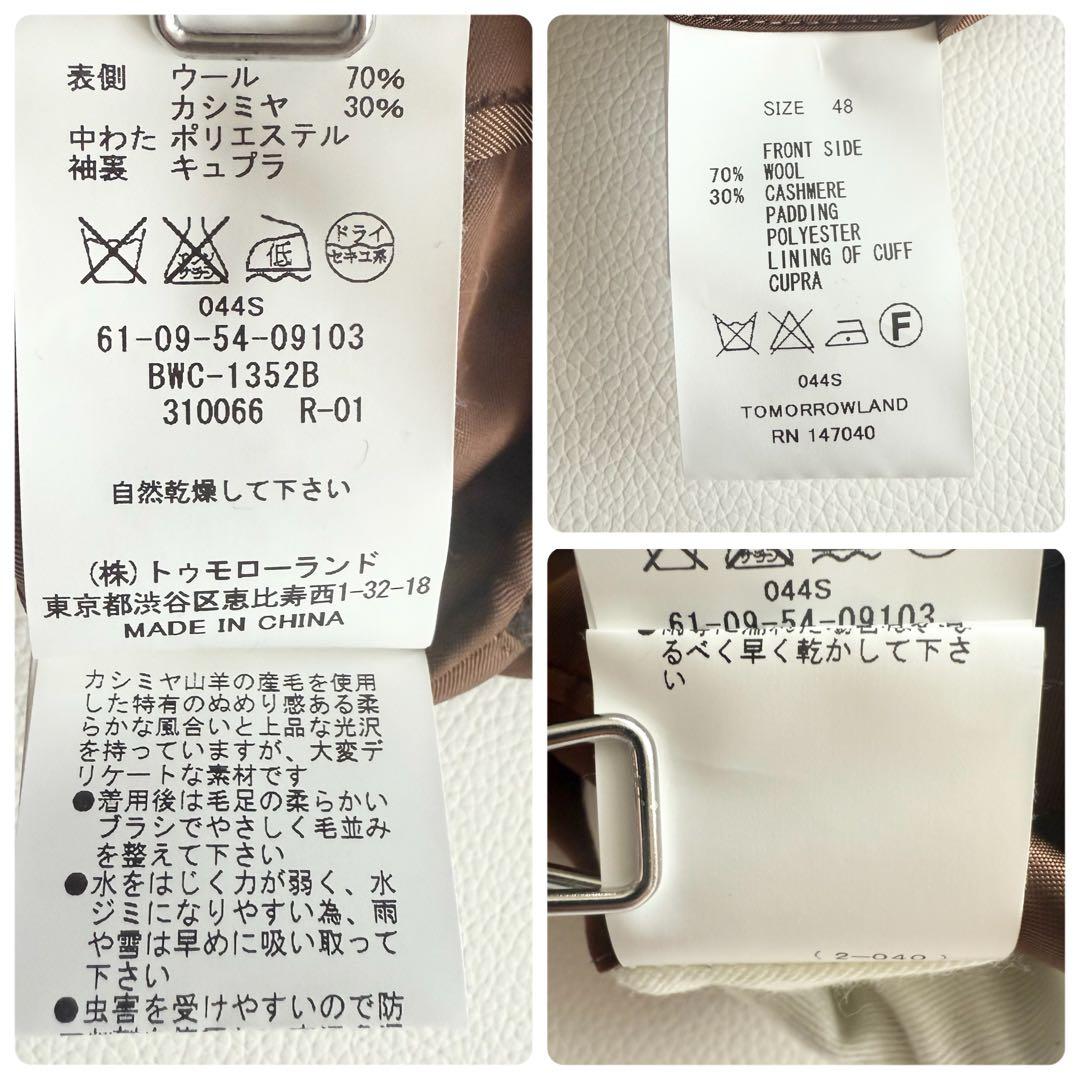 表側 ウール 70%
カシミヤ 30%
中わた ポリエステル
袖裏 キュプラ
エンソサラシ
低
ドライ
セキユ系
044S
61-09-54-09103
BWC-1352B
310066 R-01
自然乾燥して下さい
(株)トゥモローランド
東京都渋谷区恵比寿西1-32-18
MADE IN CHINA
カシミヤ山羊の産毛を使用
した特有のぬめり感ある柔
らかな風合いと上品な光沢
を持っていますが、大変デ
リケートな素材です
●着用後は毛足の柔らかい
ブラシでやさしく毛並み
を整えて下さい
●水をはじく力が弱く、水
ジミになりやすい為、雨
や雪は早めに吸い取って
下さい
●虫害を受けやすいので防
SIZE 48
FRONT SIDE
70% WOOL
30% CASHMERE
PADDING
POLYESTER
LINING OF CUFF
CUPRA
F
044S
TOMORROWLAND
RN 147040
044S
61-09-54-09103
るべく早く乾かして下さ
い
(2-040)